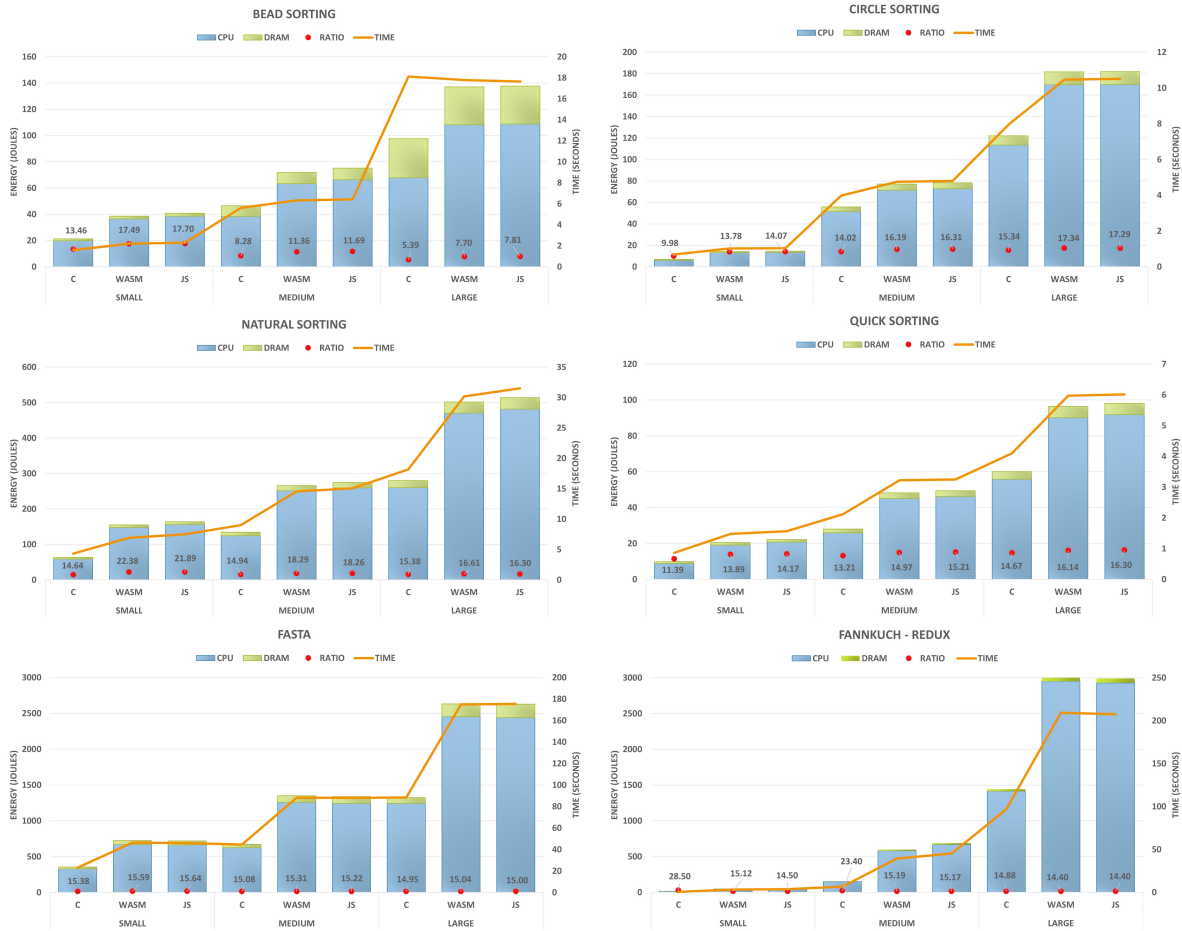 BEAD SORTING
CPU DRAM RATIO TIME
ENERGY (JOULES)
TIME (SECONDS)
160
140
120
100
80
60
40
20
0
20
18
16
14
12
10
8
6
4
2
0
13.46 17.49 17.70 8.28 11.36 11.69 5.39 7.70 7.81
C WASM JS C WASM JS C WASM JS
SMALL MEDIUM LARGE
CIRCLE SORTING
CPU DRAM RATIO TIME
ENERGY (JOULES)
TIME (SECONDS)
200
180
160
140
120
100
80
60
40
20
0
12
10
8
6
4
2
0
9.98 13.78 14.07 14.02 16.19 16.31 15.34 17.34 17.29
C WASM JS C WASM JS C WASM JS
SMALL MEDIUM LARGE
NATURAL SORTING
CPU DRAM RATIO TIME
ENERGY (JOULES)
TIME (SECONDS)
600
500
400
300
200
100
0
35
30
25
20
15
10
5
0
14.64 22.38 21.89 14.94 18.29 18.26 15.38 16.61 16.30
C WASM JS C WASM JS C WASM JS
SMALL MEDIUM LARGE
QUICK SORTING
CPU DRAM RATIO TIME
ENERGY (JOULES)
TIME (SECONDS)
120
100
80
60
40
20
0
7
6
5
4
3
2
1
0
11.39 13.89 14.17 13.21 14.97 15.21 14.67 16.14 16.30
C WASM JS C WASM JS C WASM JS
SMALL MEDIUM LARGE
FASTA
CPU DRAM RATIO TIME
ENERGY (JOULES)
TIME (SECONDS)
3000
2500
2000
1500
1000
500
0
200
180
160
140
120
100
80
60
40
20
0
15.38 15.59 15.64 15.08 15.31 15.22 14.95 15.04 15.00
C WASM JS C WASM JS C WASM JS
SMALL MEDIUM LARGE
FANNKUCH - REDUX
CPU DRAM RATIO TIME
ENERGY (JOULES)
TIME (SECONDS)
3000
2500
2000
1500
1000
500
0
250
200
150
100
50
0
28.50 15.12 14.50 23.40 15.19 15.17 14.88 14.40 14.40
C WASM JS C WASM JS C WASM JS
SMALL MEDIUM LARGE